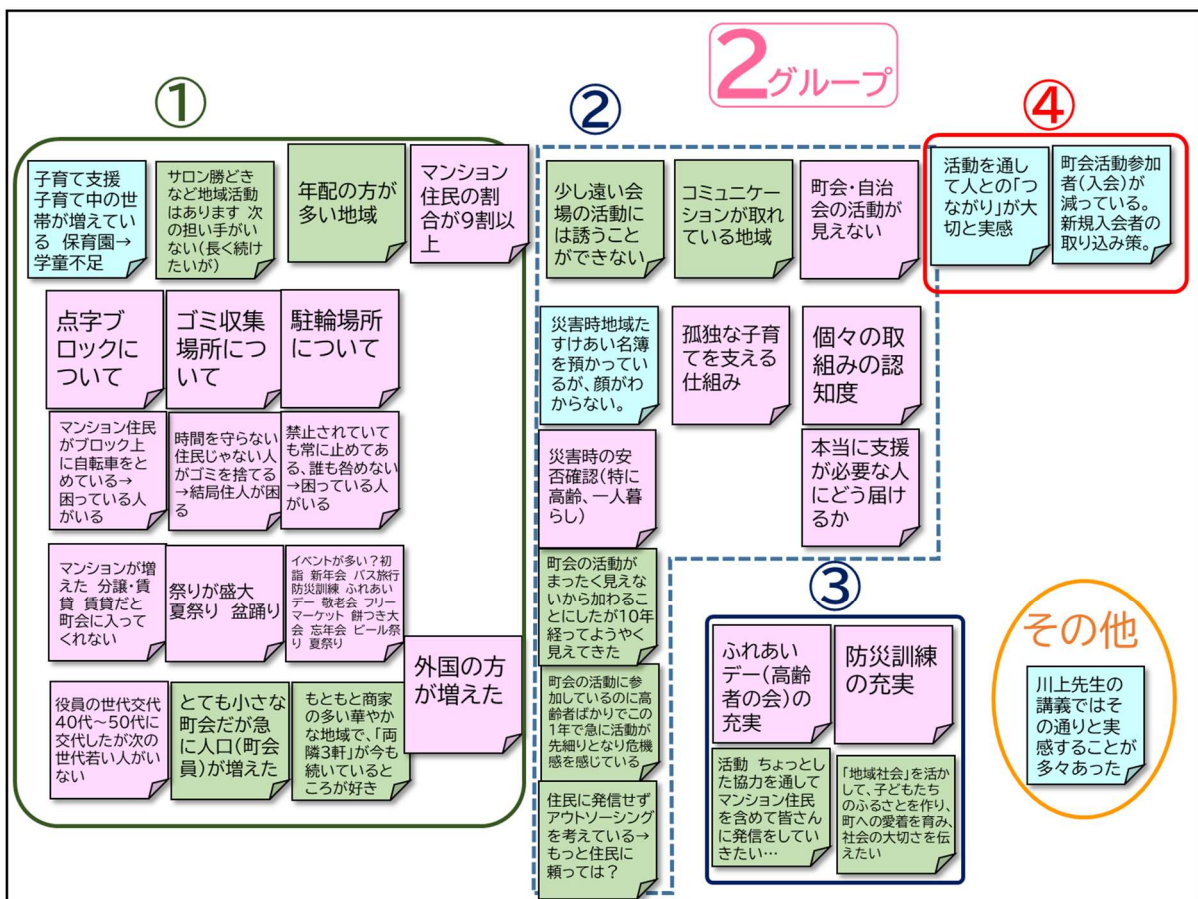 2グループ
①
子育て支援
子育て中の世
帯が増えてい
る 保育園→
学童不足
サロン勝どき
など地域活動
はあります 次
の担い手がい
ない(長く続け
たいが)
年配の方が
多い地域
マンション
住民の割
合が9割以
上
点字ブ
ロックに
ついて
ゴミ収集
場所につ
いて
駐輪場所
について
マンション住民
がブロック上
に自転車をと
めている→
困っている人
がいる
時間を守らない
住民じゃない人
がゴミを捨てる
→結局住人が困
る
禁止されていて
も常に止めてあ
る、誰も咎めない
→困っている人
がいる
マンションが増
えた 分譲・賃
貸 賃貸だと
町会に入って
くれない
祭りが盛大
夏祭り 盆踊り
イベントが多い?初
詣 新年会 バス旅行
防災訓練 ふれあい
デー 敬老会 フリー
マーケット 餅つき大
会 忘年会 ビール祭
り 夏祭り
外国の方
が増えた
役員の世代交代
40代～50代に
交代したが次の
世代若い人がい
ない
とても小さな
町会だが急
に人口(町会
員)が増えた
もともと商家
の多い華やか
な地域で、「両
隣3軒」が今も
続いていると
ころが好き
②
少し遠い会
場の活動に
は誘うこと
ができない
コミュニケー
ションが取れ
ている地域
町会・自治
会の活動が
見えない
災害時地域た
すけあい名簿
を預かってい
るが、顔がわ
からない。
孤独な子育
てを支える
仕組み
個々の取
組みの認
知度
災害時の安
否確認(特に
高齢、一人暮
らし)
本当に支援
が必要な人
にどう届け
るか
町会の活動が
まったく見えな
いから加わるこ
とにしたが10年
経ってようやく
見えてきた
町会の活動に参
加しているのに高
齢者ばかりでこの
1年で急に活動が
先細りとなり危機
感を感じている
住民に発信せず
アウトソーシング
を考えている→
もっと住民に
頼っては?
③
ふれあい
デー(高齢
者の会)の
充実
防災訓練
の充実
活動 ちょっとし
た協力を通して
マンション住民
を含めて皆さん
に発信をしてい
きたい…
「地域社会」を活か
して、子どもたち
のふるさとを作り、
町への愛着を育み、
社会の大切さを伝
えたい
④
活動を通し
て人との「つ
ながり」が大
切と実感
町会活動参加
者(入会)が
減っている。
新規入会者の
取り込み策。
その他
川上先生の
講義ではそ
の通りと実
感することが
多々あった